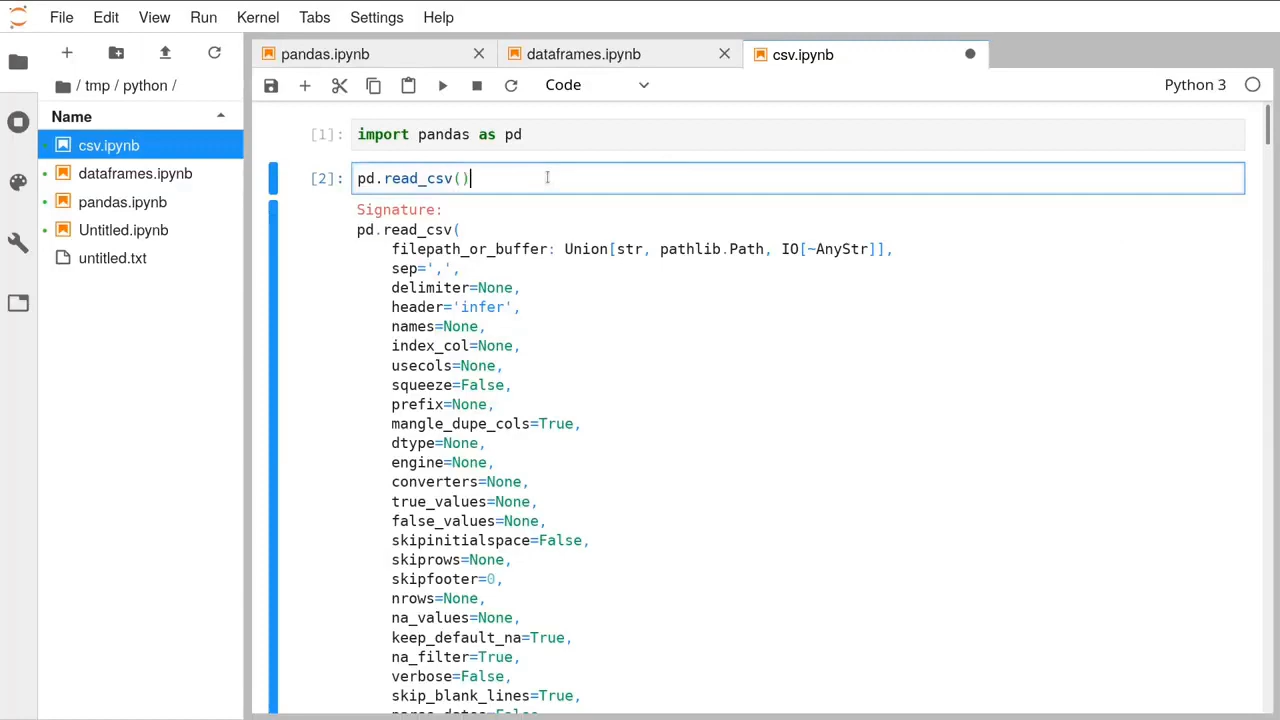 File Edit View Run Kernel Tabs Settings Help
pandas.ipynb dataframes.ipynb csv.ipynb
/ tmp / python /
Code Python 3
Name
csv.ipynb
dataframes.ipynb
pandas.ipynb
Untitled.ipynb
untitled.txt
[1]: import pandas as pd
[2]: pd.read_csv()
Signature:
pd.read_csv(
filepath_or_buffer: Union[str, pathlib.Path, IO[~AnyStr]],
sep=',',
delimiter=None,
header='infer',
names=None,
index_col=None,
usecols=None,
squeeze=False,
prefix=None,
mangle_dupe_cols=True,
dtype=None,
engine=None,
converters=None,
true_values=None,
false_values=None,
skipinitialspace=False,
skiprows=None,
skipfooter=0,
nrows=None,
na_values=None,
keep_default_na=True,
na_filter=True,
verbose=False,
skip_blank_lines=True,
parse_dates=False,